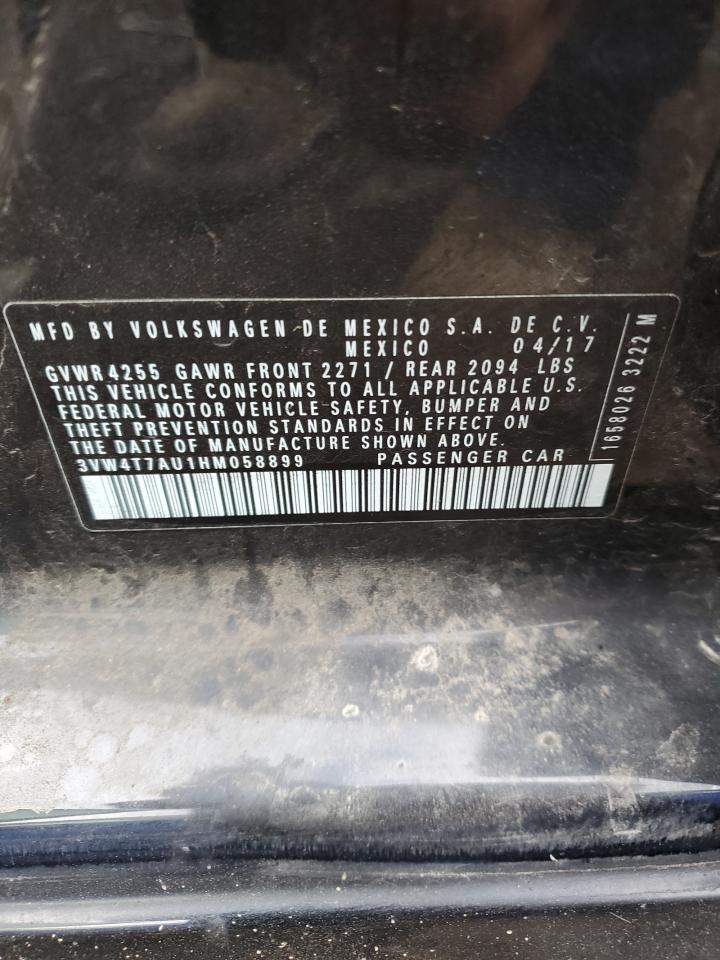 MFD BY VOLKSWAGEN DE MEXICO S.A. DE C.V.
MEXICO 04/17
GVWR 4255 GAWR FRONT 2271 / REAR 2094 LBS
THIS VEHICLE CONFORMS TO ALL APPLICABLE U.S.
FEDERAL MOTOR VEHICLE SAFETY, BUMPER AND
THEFT PREVENTION STANDARDS IN EFFECT ON
THE DATE OF MANUFACTURE SHOWN ABOVE.
3VW4T7AU1HM058899 PASSENGER CAR
1658026 3222 M